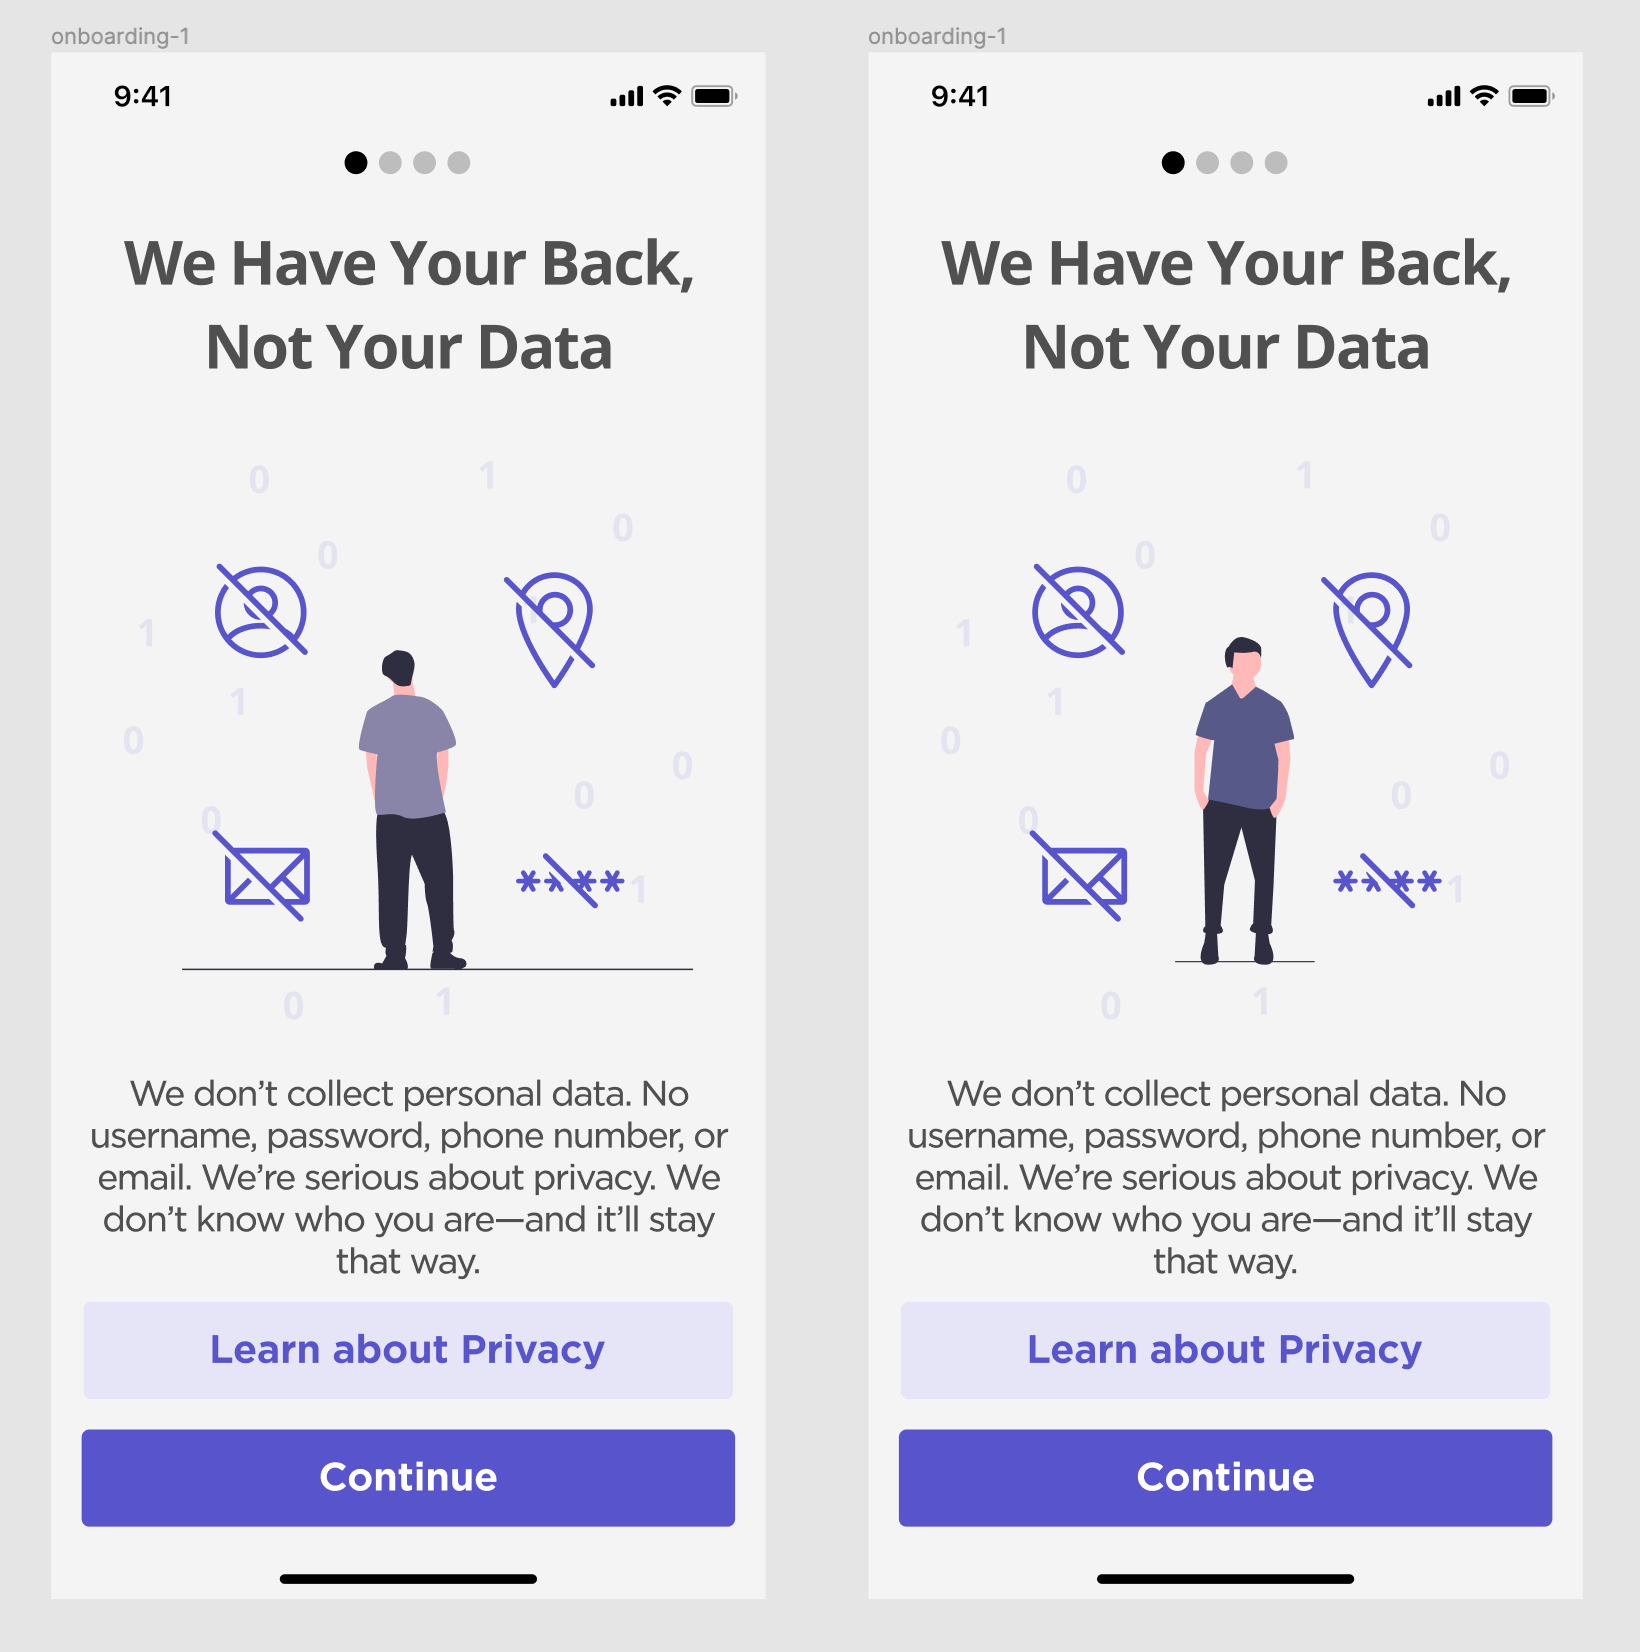 onboarding-1
9:41
We Have Your Back,
Not Your Data
0
1
0
0
1
1
1
0
0
0
0
1
0
1
We don’t collect personal data. No
username, password, phone number, or
email. We’re serious about privacy. We
don’t know who you are—and it’ll stay
that way.
Learn about Privacy
Continue
onboarding-1
9:41
We Have Your Back,
Not Your Data
0
1
0
0
1
1
1
0
0
0
0
1
0
1
We don’t collect personal data. No
username, password, phone number, or
email. We’re serious about privacy. We
don’t know who you are—and it’ll stay
that way.
Learn about Privacy
Continue